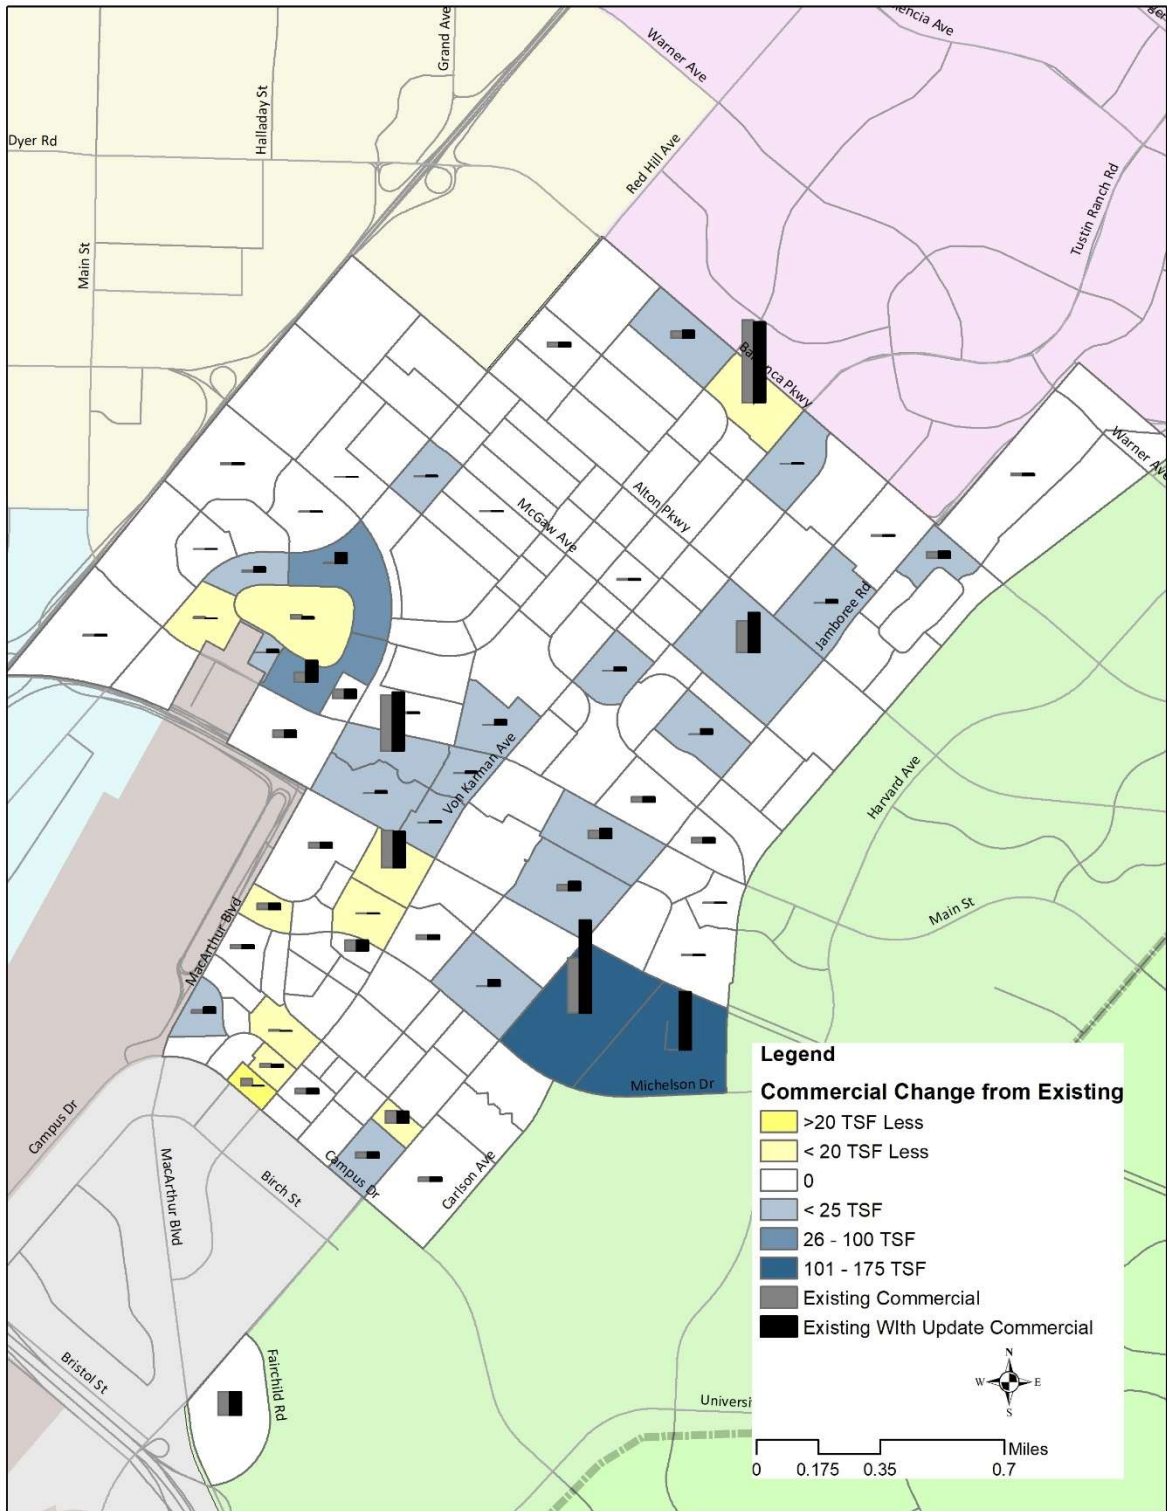 Grand Ave
Warner Ave
Halladay St
Dyer Rd
Red Hill Ave
Tustin Ranch Rd
Main St
Warner Ave
Alton Pkwy
McGaw Ave
Jamboree Rd
Von Karman Ave
Harvard Ave
MacArthur Blvd
Main St
Michelson Dr
Campus Dr
MacArthur Blvd
Birch St
Campus Dr
Carlson Ave
Bristol St
Fairchild Rd
Legend
Commercial Change from Existing
>20 TSF Less
< 20 TSF Less
0
< 25 TSF
26 - 100 TSF
101 - 175 TSF
Existing Commercial
Existing WIth Update Commercial
N
W E
S
Miles
0 0.175 0.35 0.7